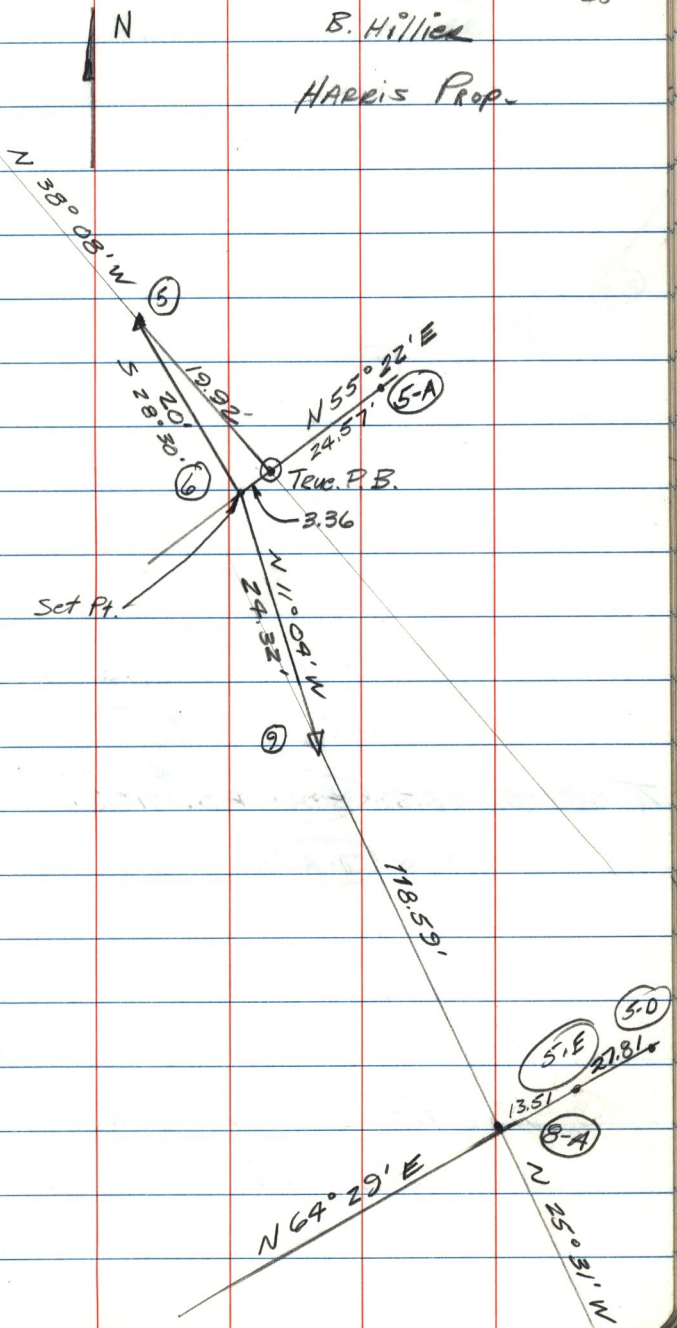 N
B. Hillier
HARRIS PROP.
N 38° 08' W
5
19.92
20'
S 28° 30'
N 55° 22' E
24.57'
5-A
6
True. P.B.
3.36
Set Pt.
N 11° 04' W
24.32'
9
118.59'
5-D
5-E
27.81
13.51
8-A
N 64° 29' E
N 25° 31' W